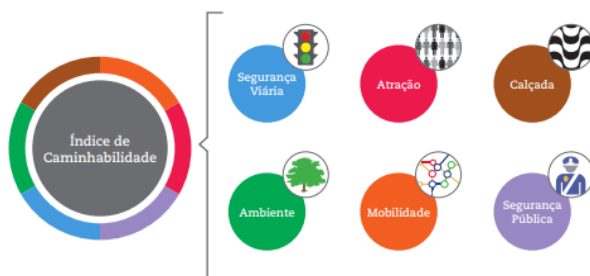 Índice de
Caminhabilidade
Segurança
Viária
Atração
Calçada
Ambiente
Mobilidade
Segurança
Pública